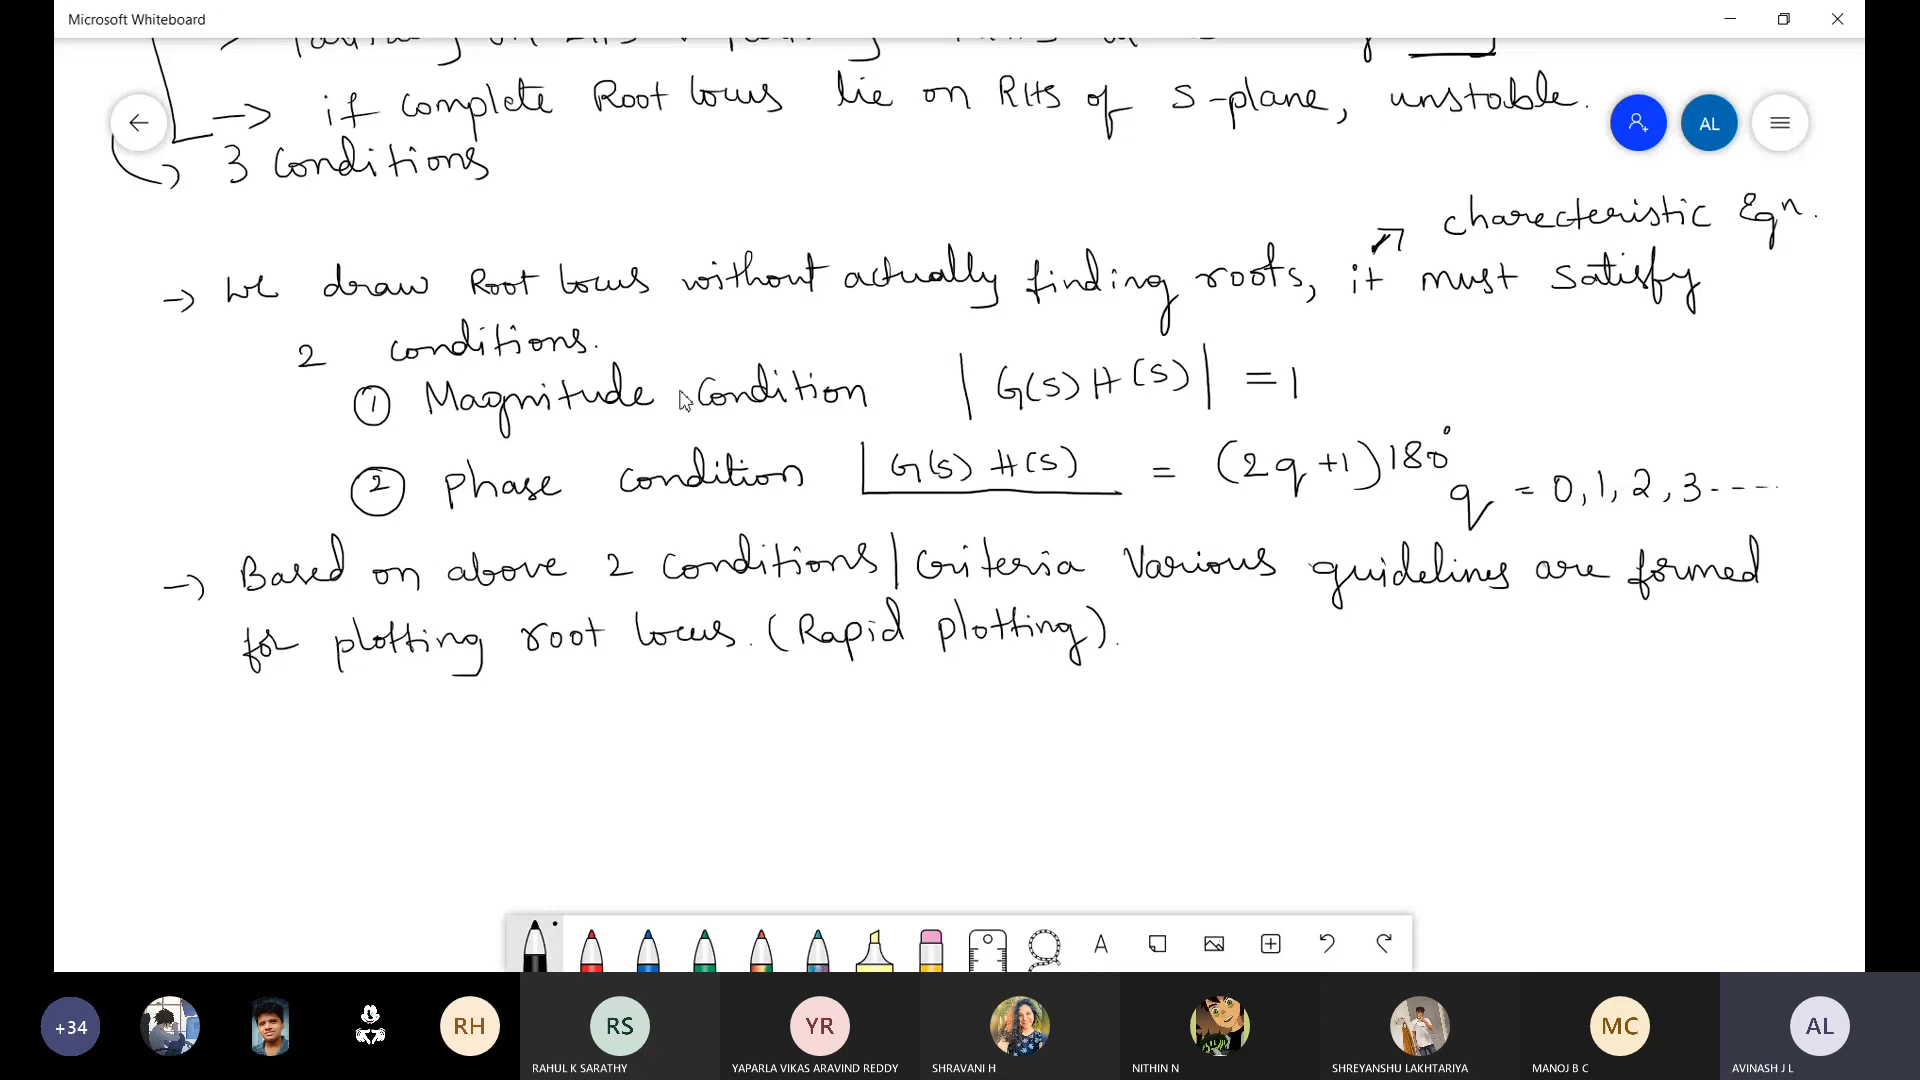 Microsoft Whiteboard
→ if complete Root locus lie on RHS of S-plane, unstable.
AL
→ 3 conditions
charecteristic Eqn.
→ we draw Root locus without actually finding roots, it must satisfy
2 conditions.
① Magnitude condition |G(s)H(s)| = 1
② phase condition ∠G(s)H(s) = (2q+1)180° q = 0,1,2,3----
→ Based on above 2 conditions|criteria various guidelines are formed
for plotting root locus. (Rapid plotting).
A
+34
RH
RS
YR
MC
AL
RAHUL K SARATHY
YAPARLA VIKAS ARAVIND REDDY
SHRAVANI H
NITHIN N
SHREYANSHU LAKHTARIYA
MANOJ B C
AVINASH J L